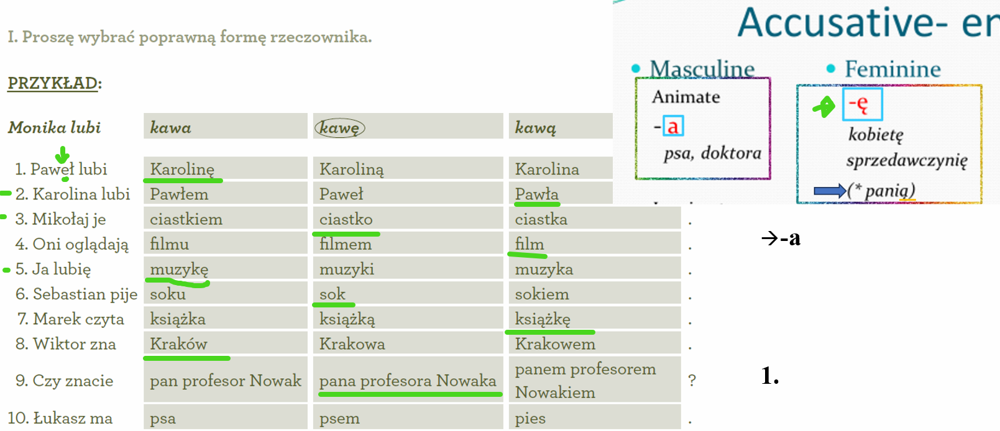 I. Proszę wybrać poprawną formę rzeczownika.
PRZYKŁAD:
Monika lubi kawa kawę kawą
1. Paweł lubi Karolinę Karoliną Karolina
2. Karolina lubi Pawłem Paweł Pawła
3. Mikołaj je ciastkiem ciastko ciastka .
4. Oni oglądają filmu filmem film .
5. Ja lubię muzykę muzyki muzyka .
6. Sebastian pije soku sok sokiem .
7. Marek czyta książka książką książkę .
8. Wiktor zna Kraków Krakowa Krakowem .
9. Czy znacie pan profesor Nowak pana profesora Nowaka panem profesorem Nowakiem ?
10. Łukasz ma psa psem pies .
Accusative- en
• Masculine
Animate
-a
psa, doktora
• Feminine
-ę
kobietę
sprzedawczynię
(* panią)
→-a
1.